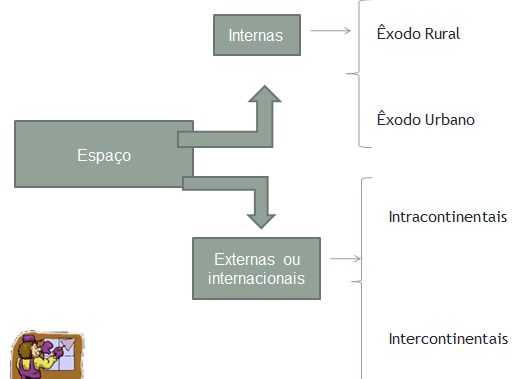 Internas
Êxodo Rural
Êxodo Urbano
Espaço
Intracontinentais
Externas ou
internacionais
Intercontinentais